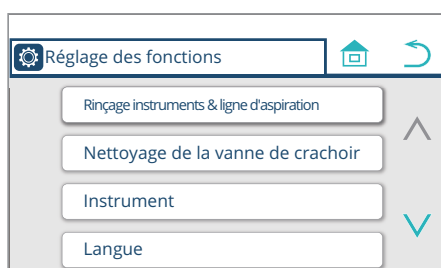 Réglage des fonctions
Rinçage instruments & ligne d'aspiration
Nettoyage de la vanne de crachoir
Instrument
Langue